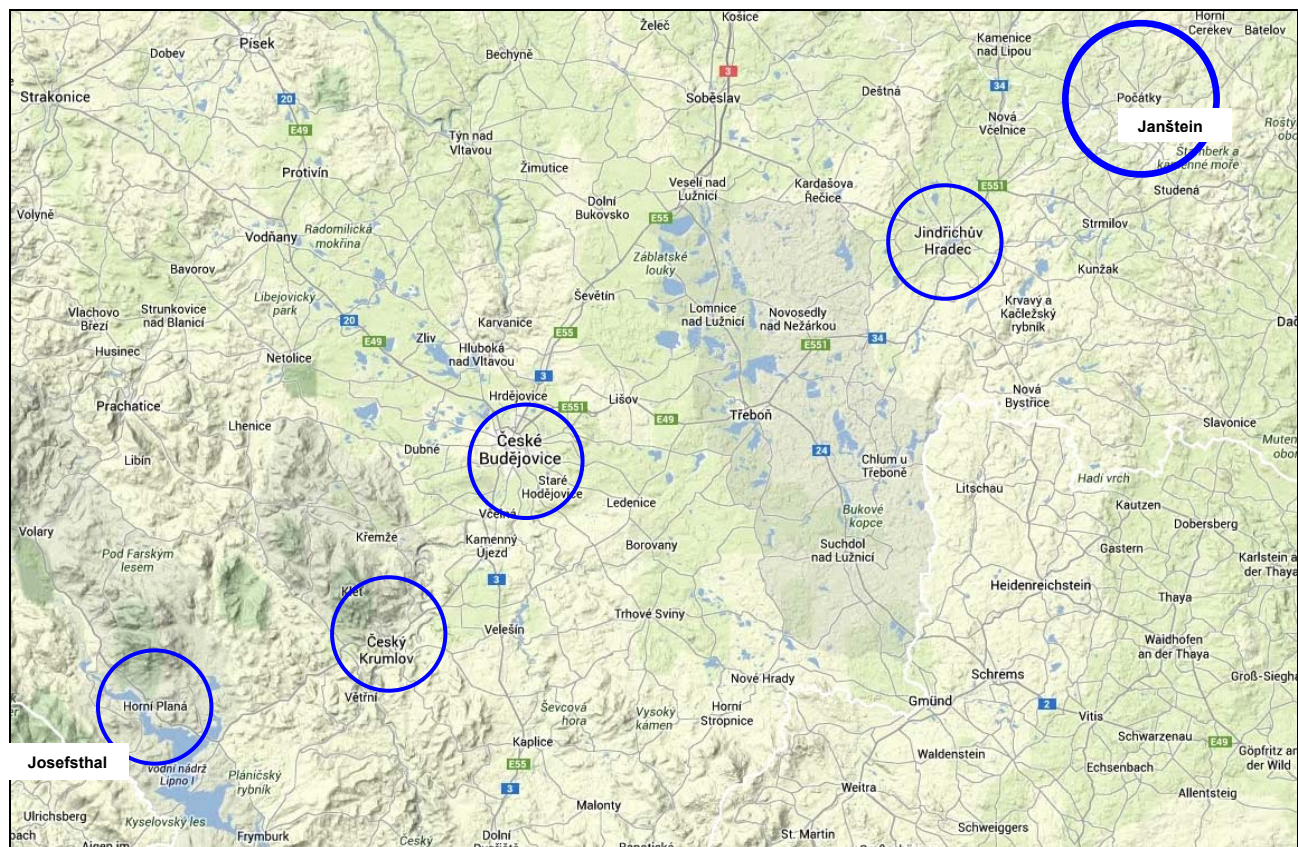 Košice
Želeč
Horní
Cerekev
Batelov
Dobev
Písek
Bechyně
Kamenice
nad Lipou
3
Strakonice
20
Soběslav
Deštná
34
Počátky
E49
Nová
Včelnice
Janštein
Týn nad
Vltavou
Protivín
Žimutice
Veselí nad
Lužnicí
Kardašova
Řečice
E551
Studená
Volyně
Dolní
Bukovsko
E55
Jindřichův
Hradec
Strmilov
Radomilická
mokřina
Vodňany
Záblatské
louky
Kunžak
Bavorov
Libejovický
park
Ševětín
Vlachovo
Březí
Strunkovice
nad Blanicí
Karvanice
Lomnice
nad Lužnicí
Novosedly
nad Nežárkou
Krvavý a
Kačležský
rybník
20
E49
Zliv
E55
E551
34
Husinec
Netolice
Hluboká
nad Vltavou
3
Hrdějovice
Nová
Bystřice
Prachatice
E551
Lišov
E49
Třeboň
Lhenice
Slavonice
Libín
Dubné
České
Budějovice
24
Chlum u
Třeboně
Staré
Hodějovice
Hadí vrch
Litschau
Ledenice
Včelná
Kautzen
Volary
Křemže
Kamenný
Újezd
Bukové
kopce
Dobersberg
Pod Farským
lesem
Borovany
Suchdol
nad Lužnicí
Gastern
Karlstein a
der Thaya
3
Kleť
Heidenreichstein
Thaya
Trhové Sviny
Český
Krumlov
Velešín
Waidhofen
an der Thaya
Nové Hrady
Schrems
Groß-Siegha
Větřní
Horní Planá
Ševcová
hora
Vysoký
kámen
Horní
Stropnice
Gmünd
2
Vitis
Schwarzenau
Kaplice
E49
Göpfritz an
der Wild
Josefsthal
Vodní nádrž
Lipno I
Plánický
rybník
E55
Waldenstein
Echsenbach
3
Weitra
Allentsteig
Ulrichsberg
Kyselovský les
Malonty
Frymburk
Český
Dolní
St. Martin
Schweiggers